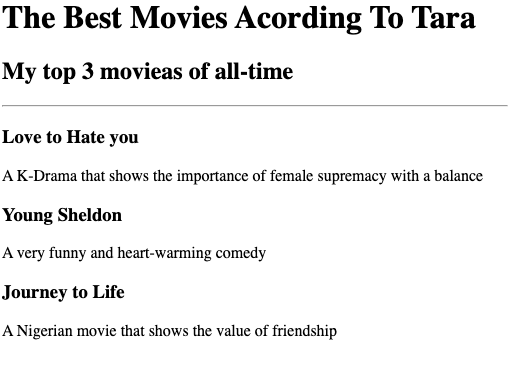 The Best Movies Acording To Tara
My top 3 movieas of all-time
Love to Hate you
A K-Drama that shows the importance of female supremacy with a balance
Young Sheldon
A very funny and heart-warming comedy
Journey to Life
A Nigerian movie that shows the value of friendship